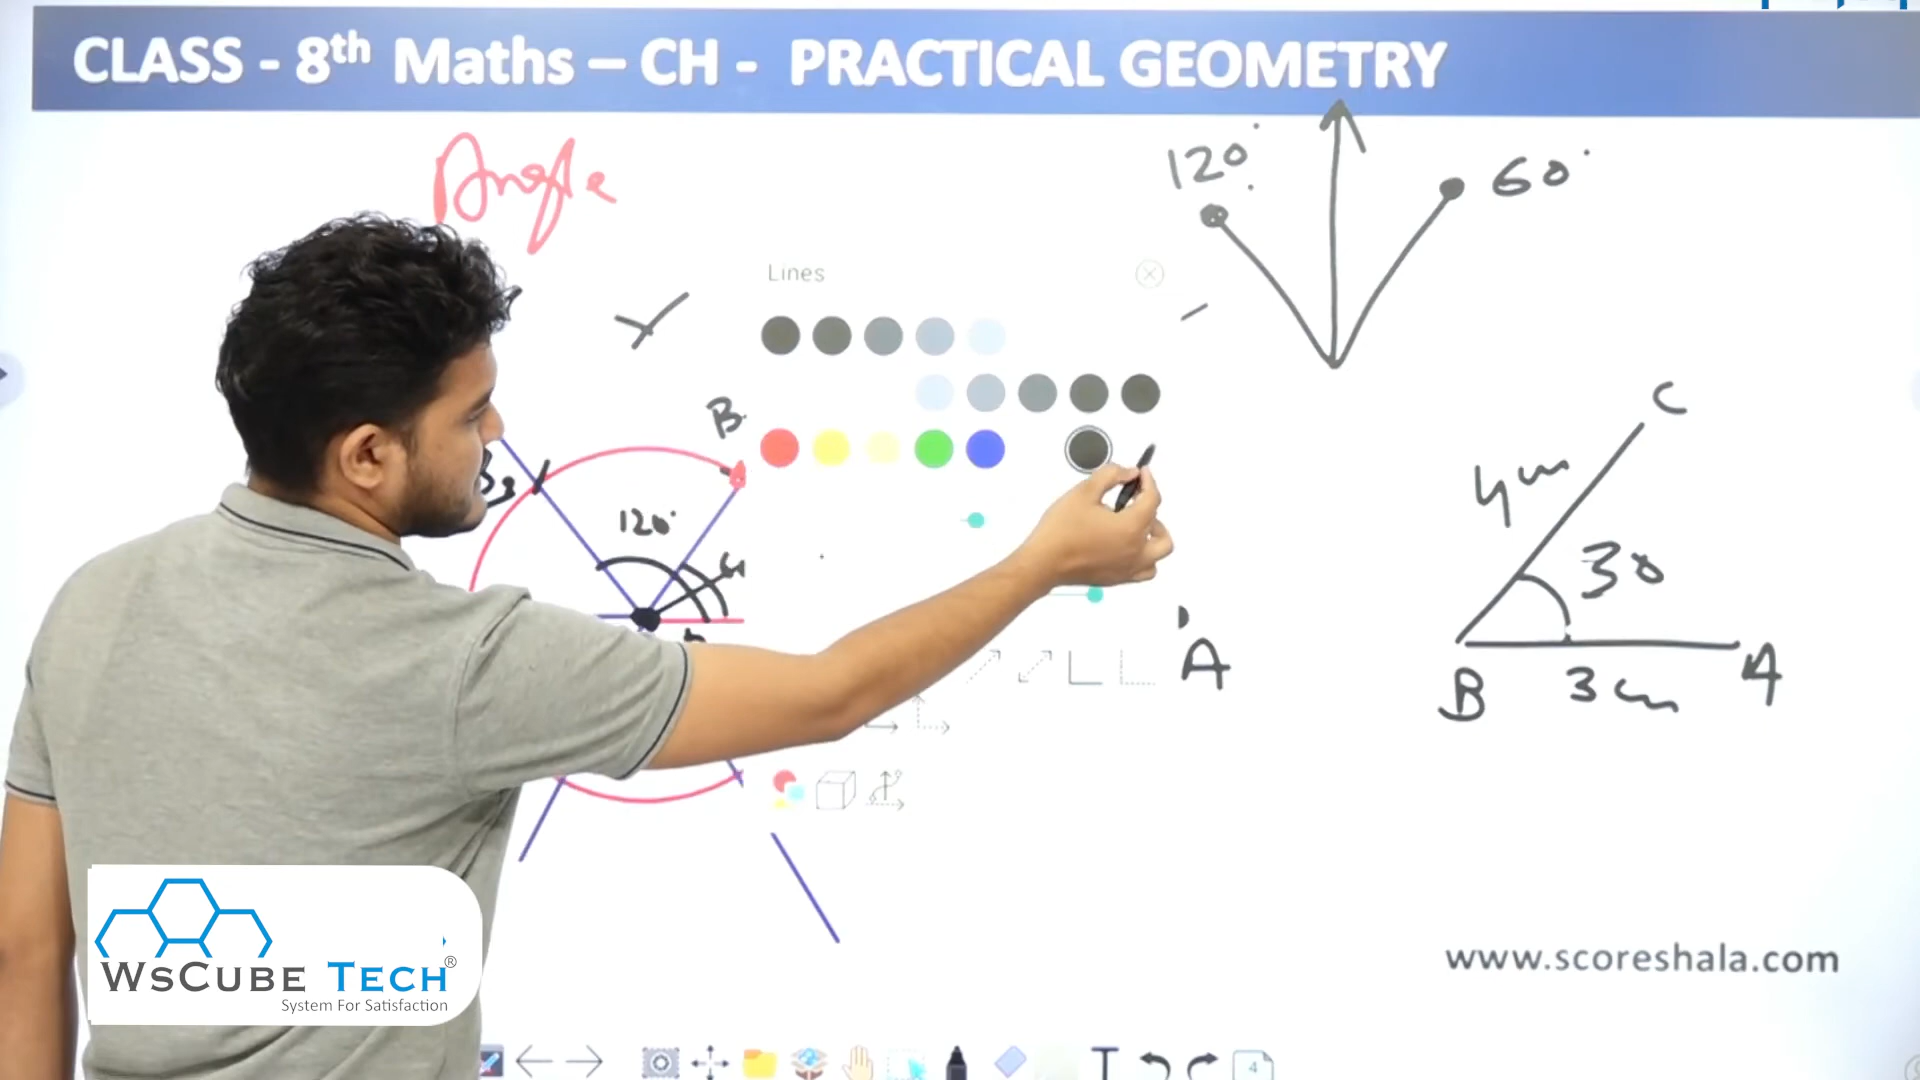 CLASS - 8th Maths – CH - PRACTICAL GEOMETRY
Angle
120°
60°
Lines
B
C
4cm
120°
30
A
B
3cm
A
www.scoreshala.com
WsCube Tech®
System For Satisfaction
T
4